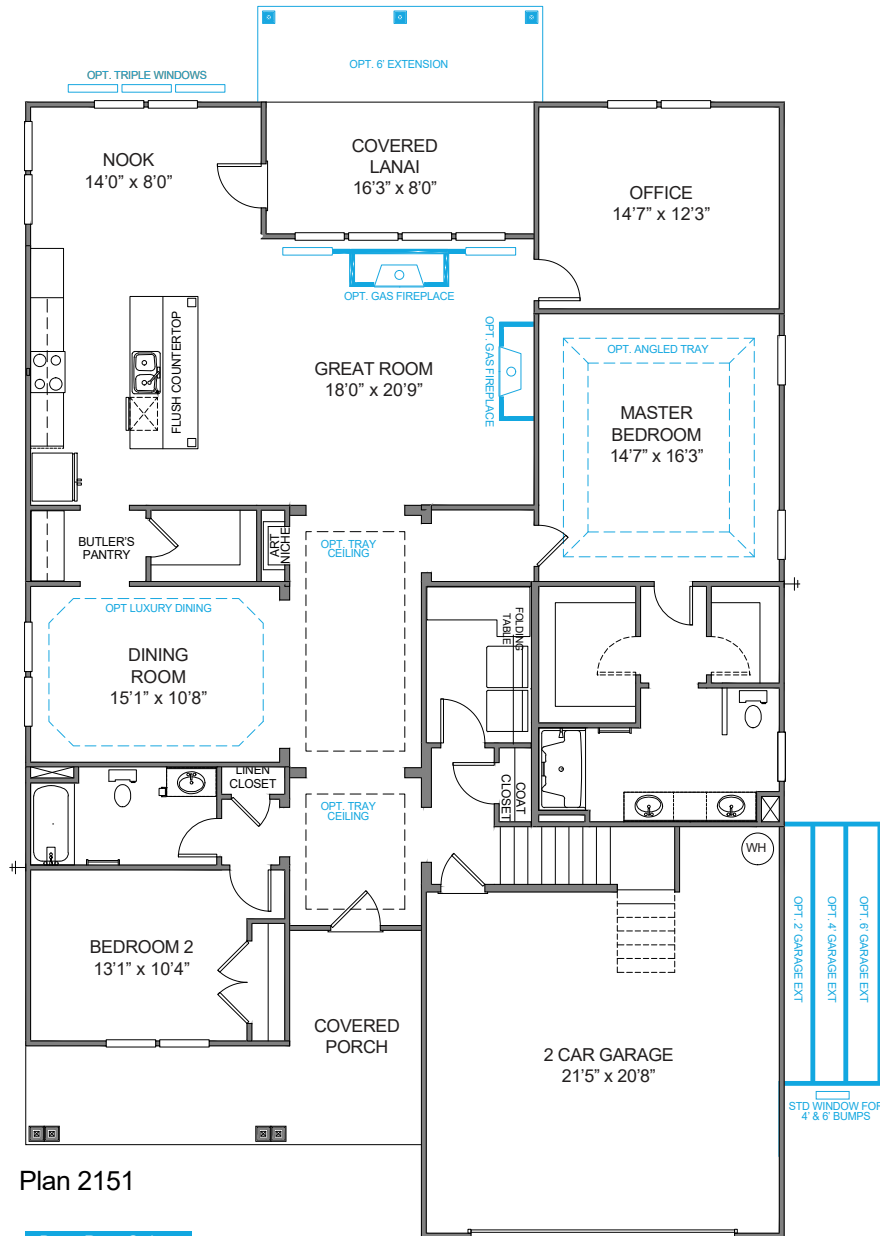 OPT. 6' EXTENSION
OPT. TRIPLE WINDOWS
NOOK
14'0” x 8'0”
COVERED
LANAI
16'3” x 8'0”
OFFICE
14'7” x 12'3”
OPT. GAS FIREPLACE
FLUSH COUNTERTOP
GREAT ROOM
18'0” x 20'9”
OPT. GAS FIREPLACE
OPT. ANGLED TRAY
MASTER
BEDROOM
14'7” x 16'3”
BUTLER'S
PANTRY
ART
NICHE
OPT. TRAY
CEILING
OPT LUXURY DINING
DINING
ROOM
15'1” x 10'8”
FOLDING
TABLE
LINEN
CLOSET
COAT
CLOSET
OPT. TRAY
CEILING
WH
BEDROOM 2
13'1” x 10'4”
COVERED
PORCH
2 CAR GARAGE
21'5” x 20'8”
OPT. 2' GARAGE EXT
OPT. 4' GARAGE EXT
OPT. 6' GARAGE EXT
STD WINDOW FOR
4' & 6' BUMPS
Plan 2151